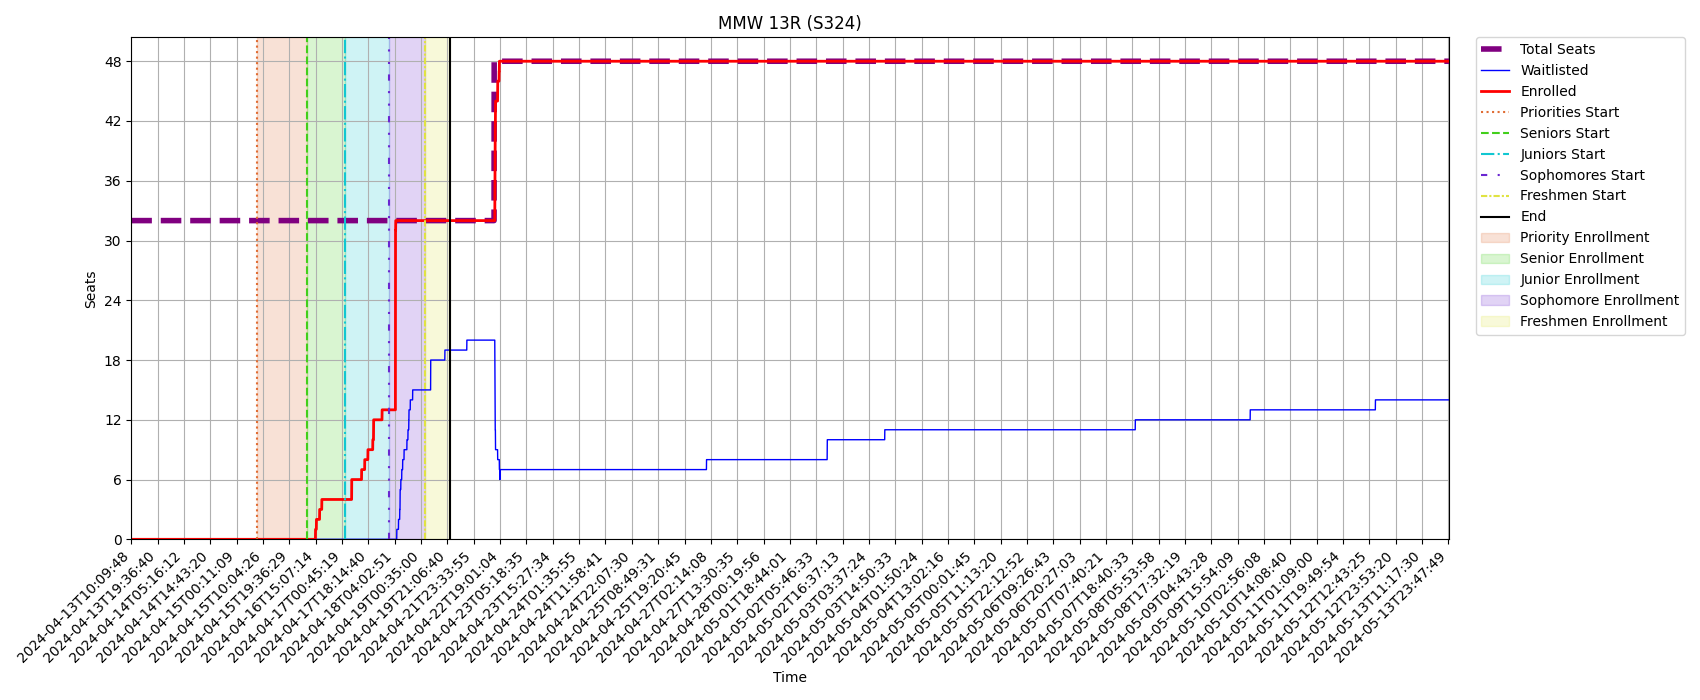 MMW 13R (S324)
Seats
48
42
36
30
24
18
12
6
0
2024-04-13T10:09:48
2024-04-13T19:36:40
2024-04-14T05:16:12
2024-04-14T14:43:20
2024-04-15T00:11:09
2024-04-15T10:04:26
2024-04-15T19:36:29
2024-04-16T15:07:14
2024-04-17T00:45:19
2024-04-17T18:14:40
2024-04-18T04:02:51
2024-04-19T00:35:00
2024-04-19T21:06:40
2024-04-21T23:33:55
2024-04-22T19:01:04
2024-04-23T05:18:35
2024-04-23T15:27:34
2024-04-24T01:35:55
2024-04-24T11:58:41
2024-04-24T22:07:30
2024-04-25T08:49:31
2024-04-25T19:20:45
2024-04-27T02:14:08
2024-04-27T13:30:35
2024-04-28T00:19:56
2024-05-01T18:44:01
2024-05-02T05:46:33
2024-05-02T16:37:13
2024-05-03T03:37:24
2024-05-03T14:50:33
2024-05-04T01:50:24
2024-05-04T13:02:16
2024-05-05T00:01:45
2024-05-05T11:13:20
2024-05-05T22:12:52
2024-05-06T09:26:43
2024-05-06T20:27:03
2024-05-07T07:40:21
2024-05-07T18:40:33
2024-05-08T05:53:58
2024-05-08T17:32:19
2024-05-09T04:43:28
2024-05-09T15:54:09
2024-05-10T02:56:08
2024-05-10T14:08:40
2024-05-11T01:09:00
2024-05-11T19:49:54
2024-05-12T12:43:25
2024-05-12T23:53:20
2024-05-13T11:17:30
2024-05-13T23:47:49
Time
Total Seats
Waitlisted
Enrolled
Priorities Start
Seniors Start
Juniors Start
Sophomores Start
Freshmen Start
End
Priority Enrollment
Senior Enrollment
Junior Enrollment
Sophomore Enrollment
Freshmen Enrollment